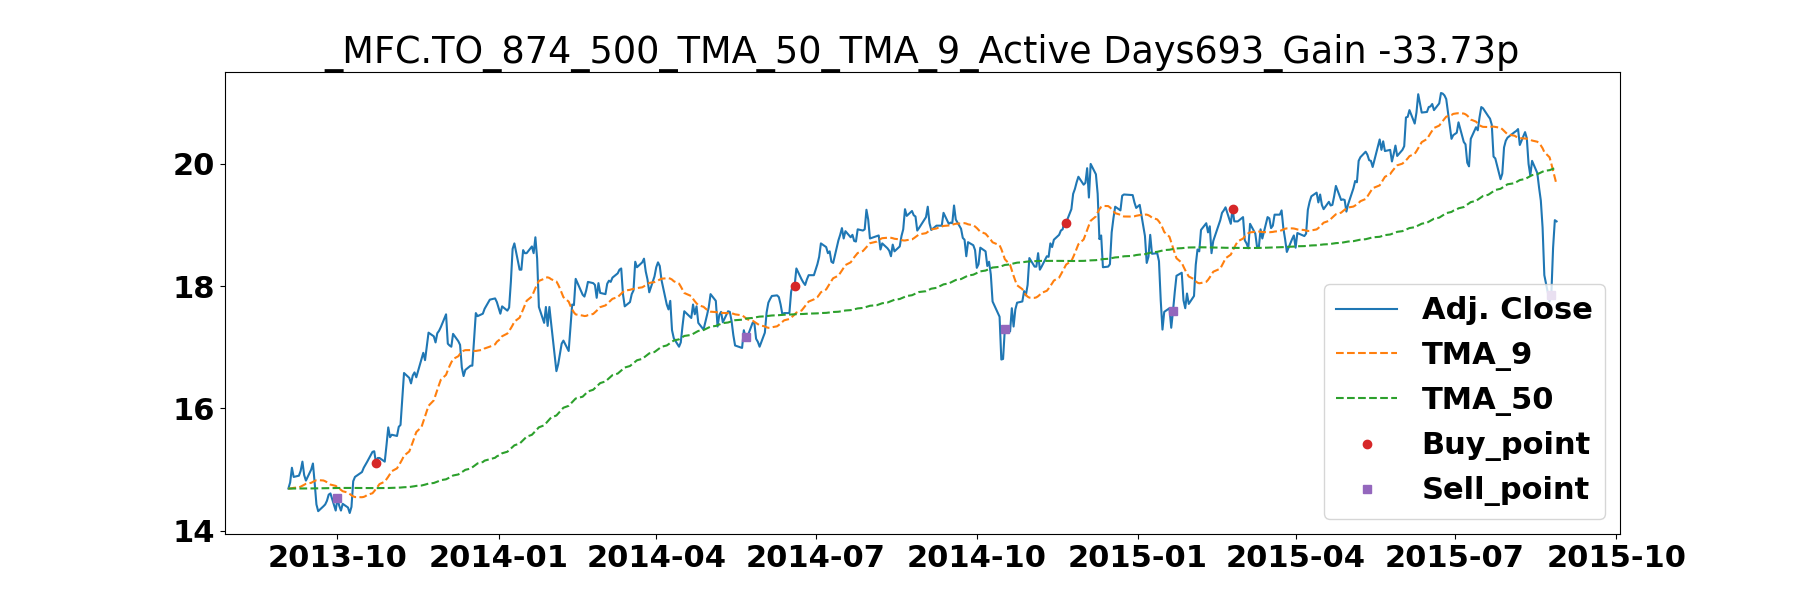 _MFC.TO_874_500_TMA_50_TMA_9_Active Days693_Gain -33.73p
20
18
16
14
Adj. Close
TMA_9
TMA_50
Buy_point
Sell_point
2013-10 2014-01 2014-04 2014-07 2014-10 2015-01 2015-04 2015-07 2015-10